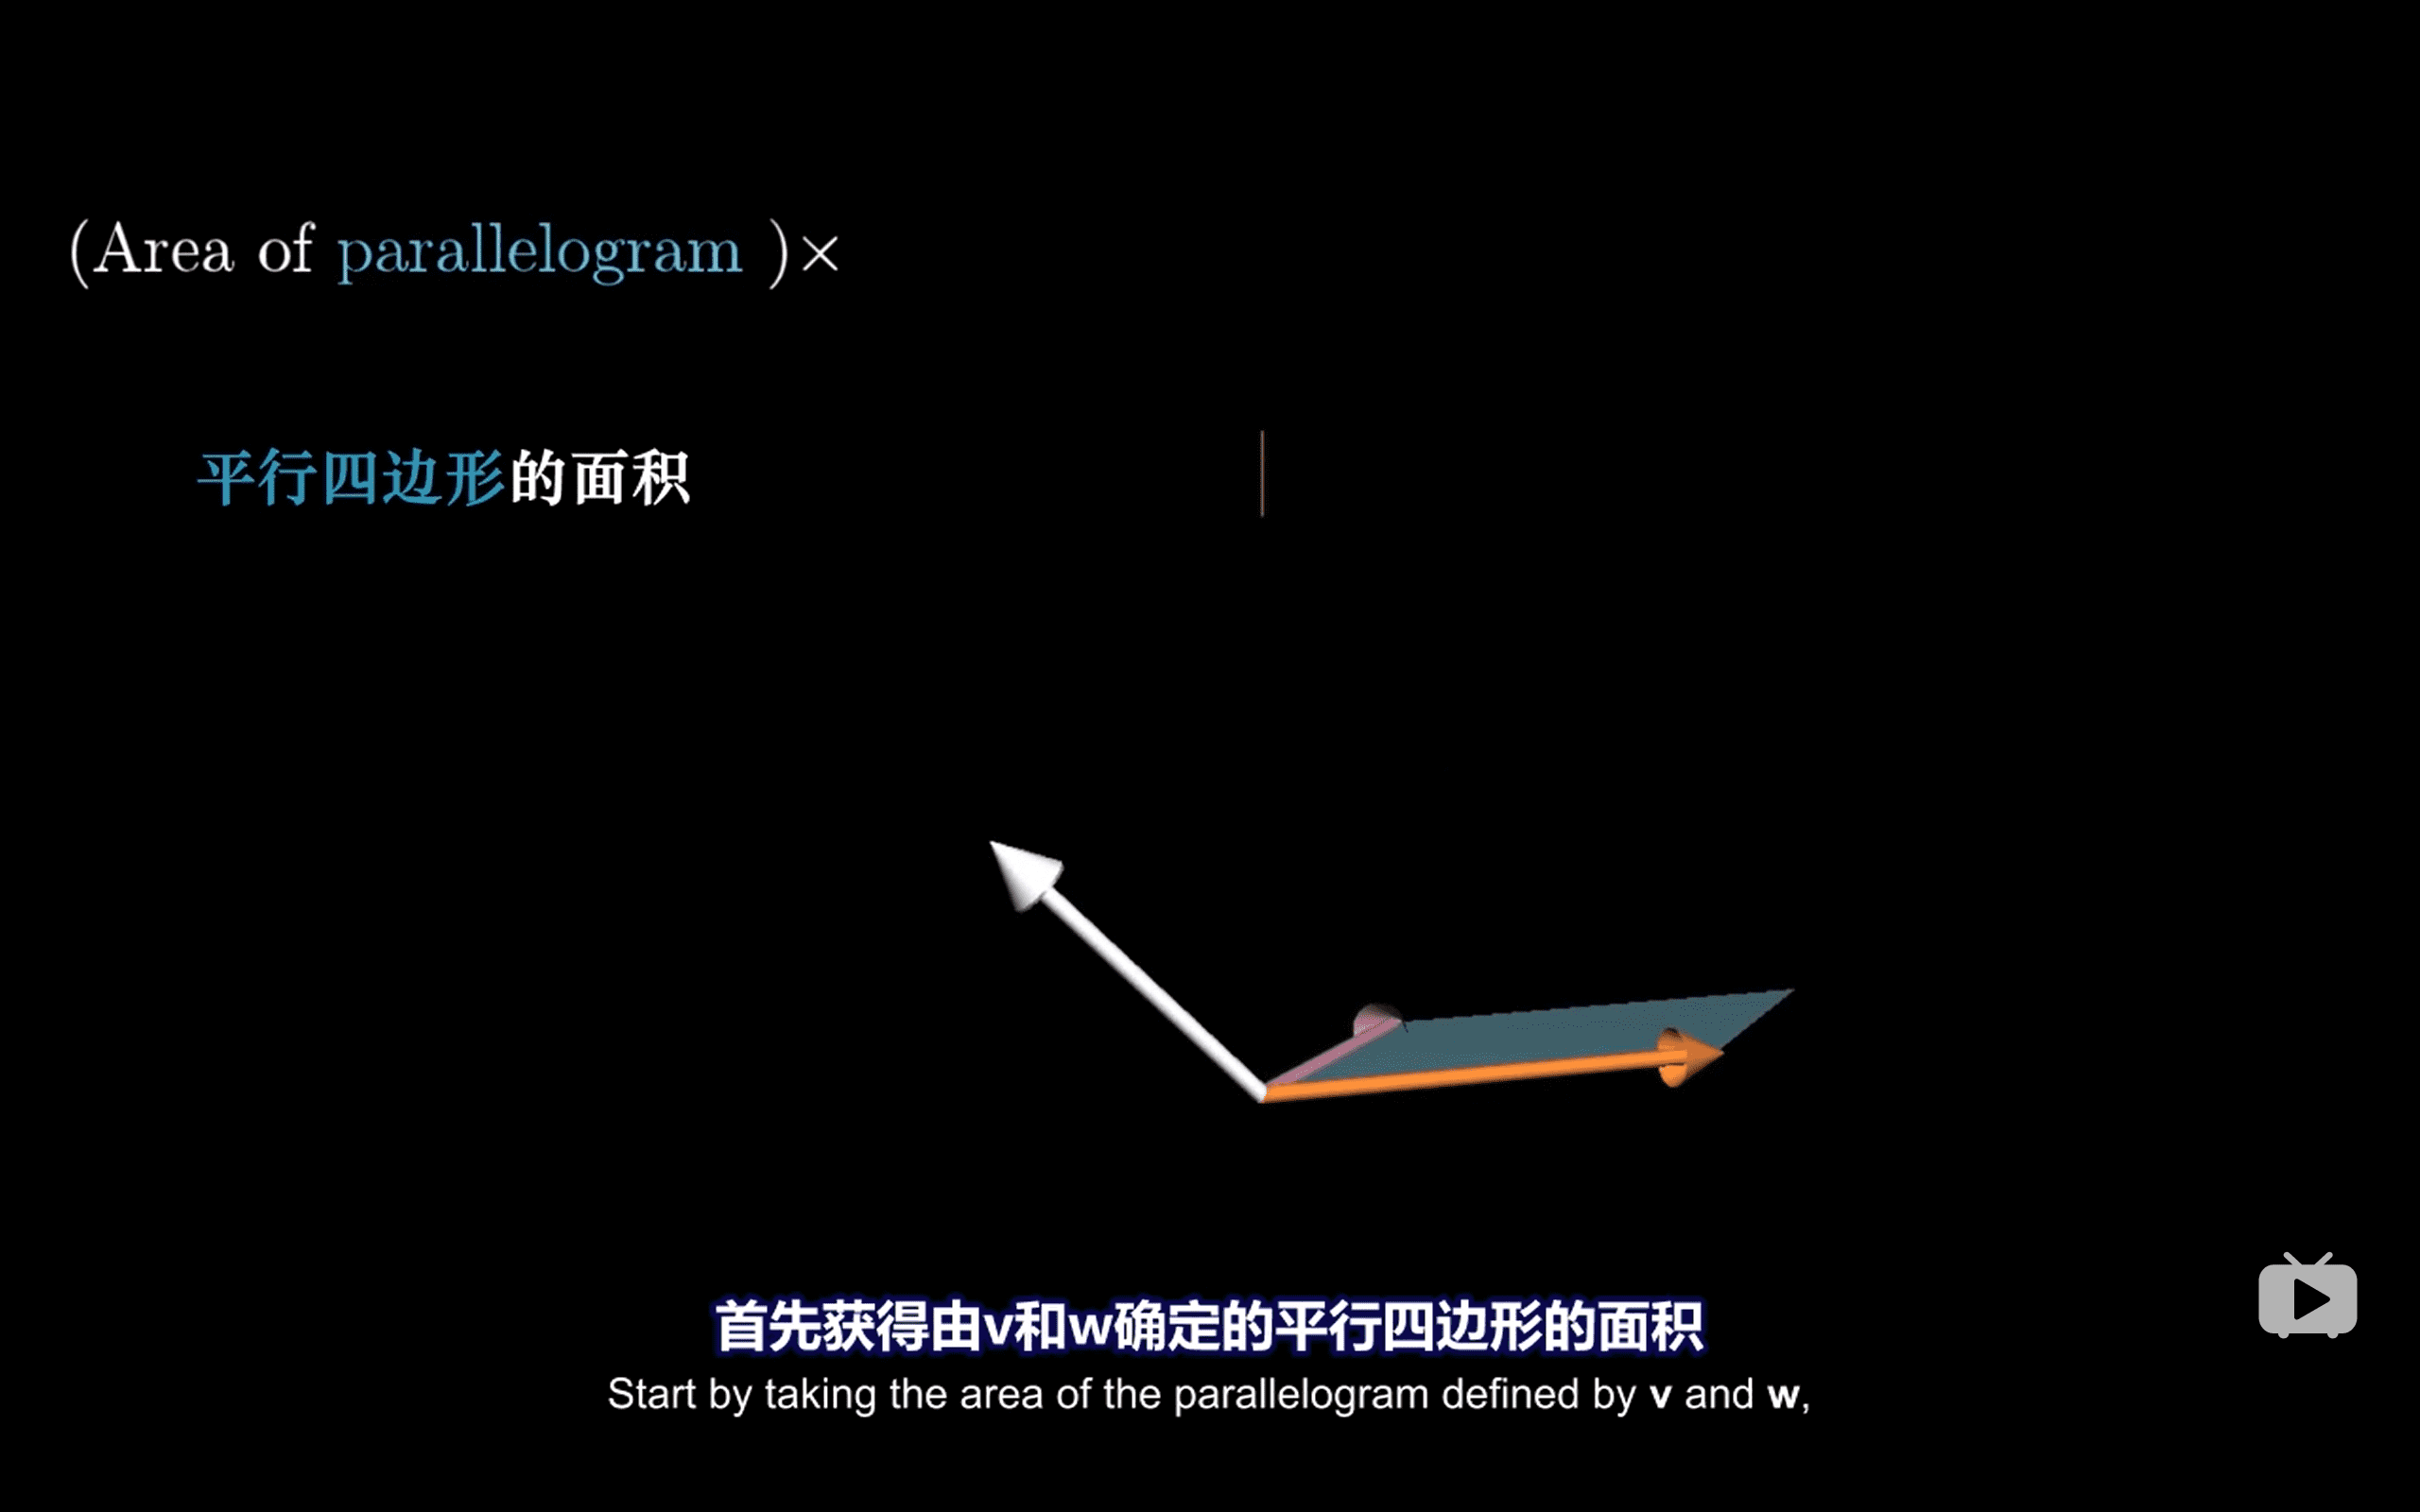 (Area of parallelogram )×
平行四边形的面积
首先获得由v和w确定的平行四边形的面积
Start by taking the area of the parallelogram defined by v and w,